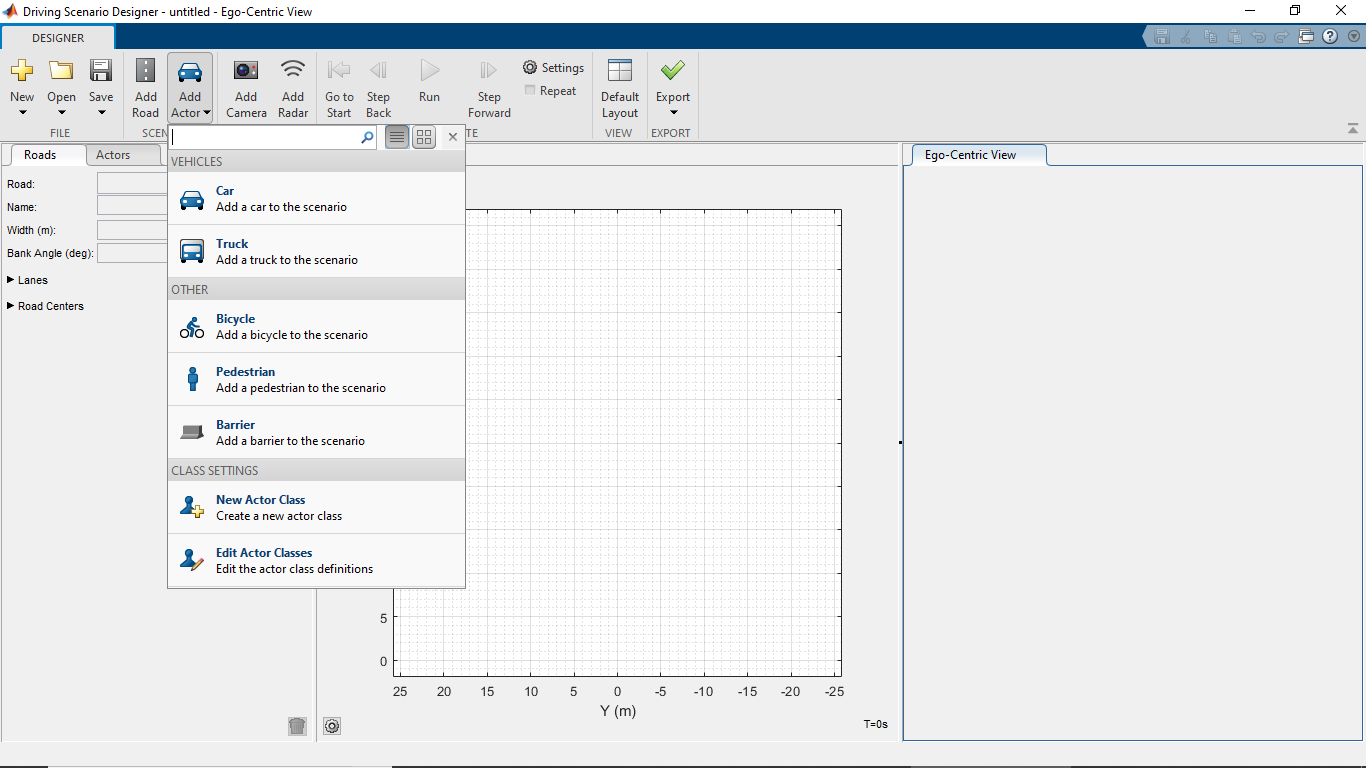 Driving Scenario Designer - untitled - Ego-Centric View
DESIGNER
New
Open
Save
Add
Road
Add
Actor
Add
Camera
Add
Radar
Go to
Start
Step
Back
Run
Step
Forward
Settings
Repeat
Default
Layout
Export
FILE
SCEN
TE
VIEW
EXPORT
Roads
Actors
Ego-Centric View
Road:
Name:
Width (m):
Bank Angle (deg):
Lanes
Road Centers
VEHICLES
Car
Add a car to the scenario
Truck
Add a truck to the scenario
OTHER
Bicycle
Add a bicycle to the scenario
Pedestrian
Add a pedestrian to the scenario
Barrier
Add a barrier to the scenario
CLASS SETTINGS
New Actor Class
Create a new actor class
Edit Actor Classes
Edit the actor class definitions
5
0
25 20 15 10 5 0 -5 -10 -15 -20 -25
Y (m)
T=0s